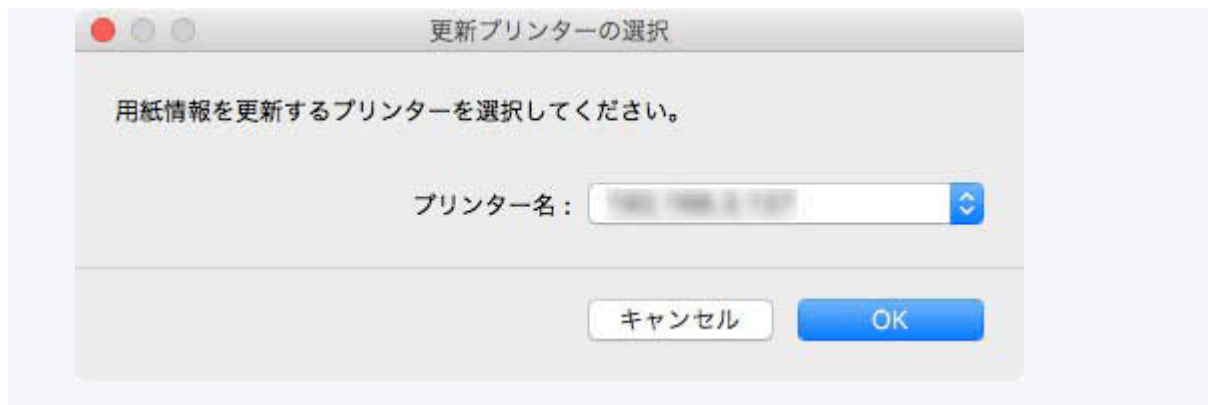 更新プリンターの選択
用紙情報を更新するプリンターを選択してください。
プリンター名：
キャンセル
OK